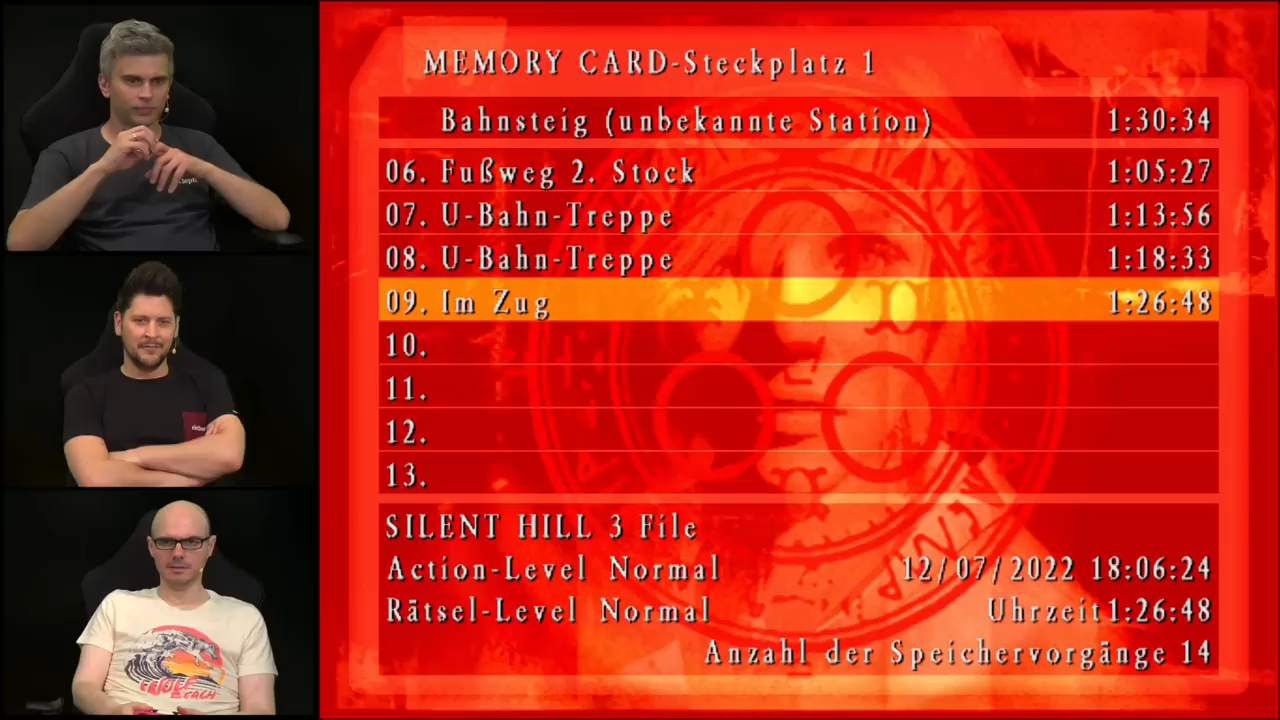 MEMORY CARD-Steckplatz 1
Bahnsteig (unbekannte Station) 1:30:34
06. Fußweg 2. Stock 1:05:27
07. U-Bahn-Treppe 1:13:56
08. U-Bahn-Treppe 1:18:33
09. Im Zug 1:26:48
10.
11.
12.
13.
SILENT HILL 3 File
Action-Level Normal 12/07/2022 18:06:24
Rätsel-Level Normal Uhrzeit 1:26:48
Anzahl der Speichervorgänge 14